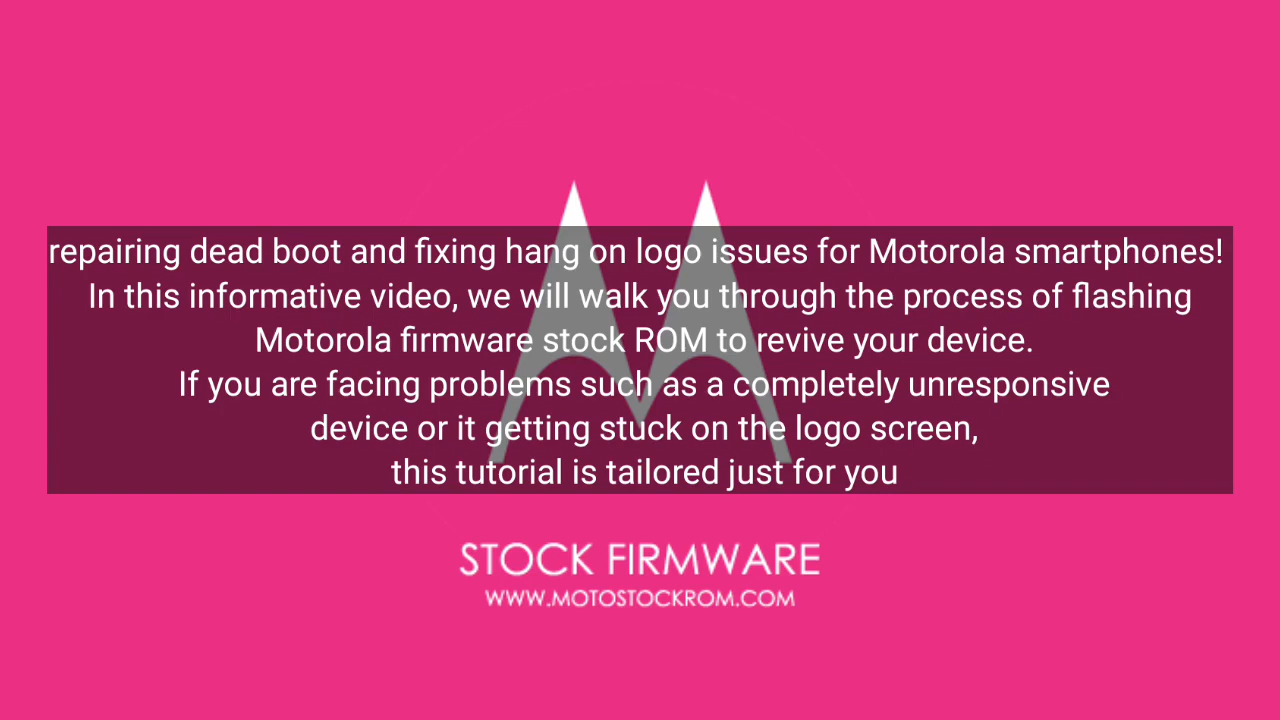 repairing dead boot and fixing hang on logo issues for Motorola smartphones!
In this informative video, we will walk you through the process of flashing
Motorola firmware stock ROM to revive your device.
If you are facing problems such as a completely unresponsive
device or it getting stuck on the logo screen,
this tutorial is tailored just for you
STOCK FIRMWARE
WWW.MOTOSTOCKROM.COM